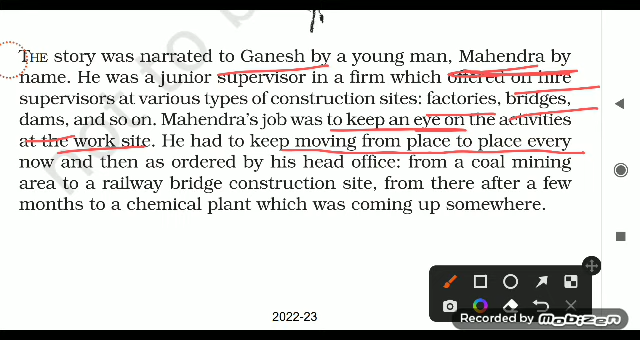 THE story was narrated to Ganesh by a young man, Mahendra by
name. He was a junior supervisor in a firm which offered on hire
supervisors at various types of construction sites: factories, bridges,
dams, and so on. Mahendra's job was to keep an eye on the activities
at the work site. He had to keep moving from place to place every
now and then as ordered by his head office: from a coal mining
area to a railway bridge construction site, from there after a few
months to a chemical plant which was coming up somewhere.
2022-23
Recorded by mobizen